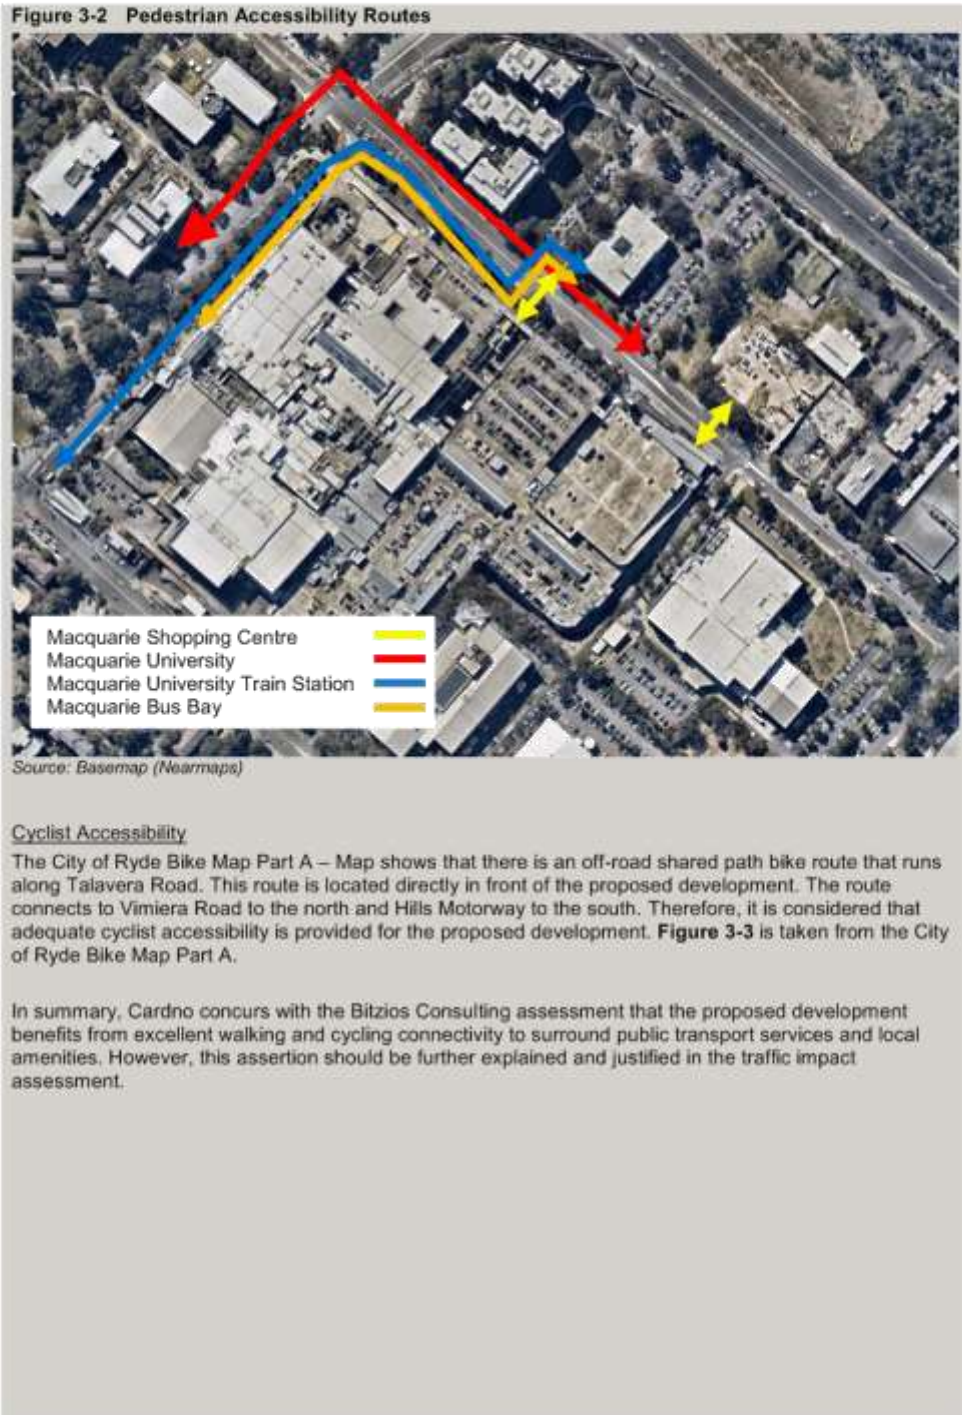 Figure 3-2 Pedestrian Accessibility Routes
Macquarie Shopping Centre
Macquarie University
Macquarie University Train Station
Macquarie Bus Bay
Source: Basemap (Nearmaps)
Cyclist Accessibility
The City of Ryde Bike Map Part A – Map shows that there is an off-road shared path bike route that runs
along Talavera Road. This route is located directly in front of the proposed development. The route
connects to Vimiera Road to the north and Hills Motorway to the south. Therefore, it is considered that
adequate cyclist accessibility is provided for the proposed development. Figure 3-3 is taken from the City
of Ryde Bike Map Part A.
In summary, Cardno concurs with the Bitzios Consulting assessment that the proposed development
benefits from excellent walking and cycling connectivity to surround public transport services and local
amenities. However, this assertion should be further explained and justified in the traffic impact
assessment.